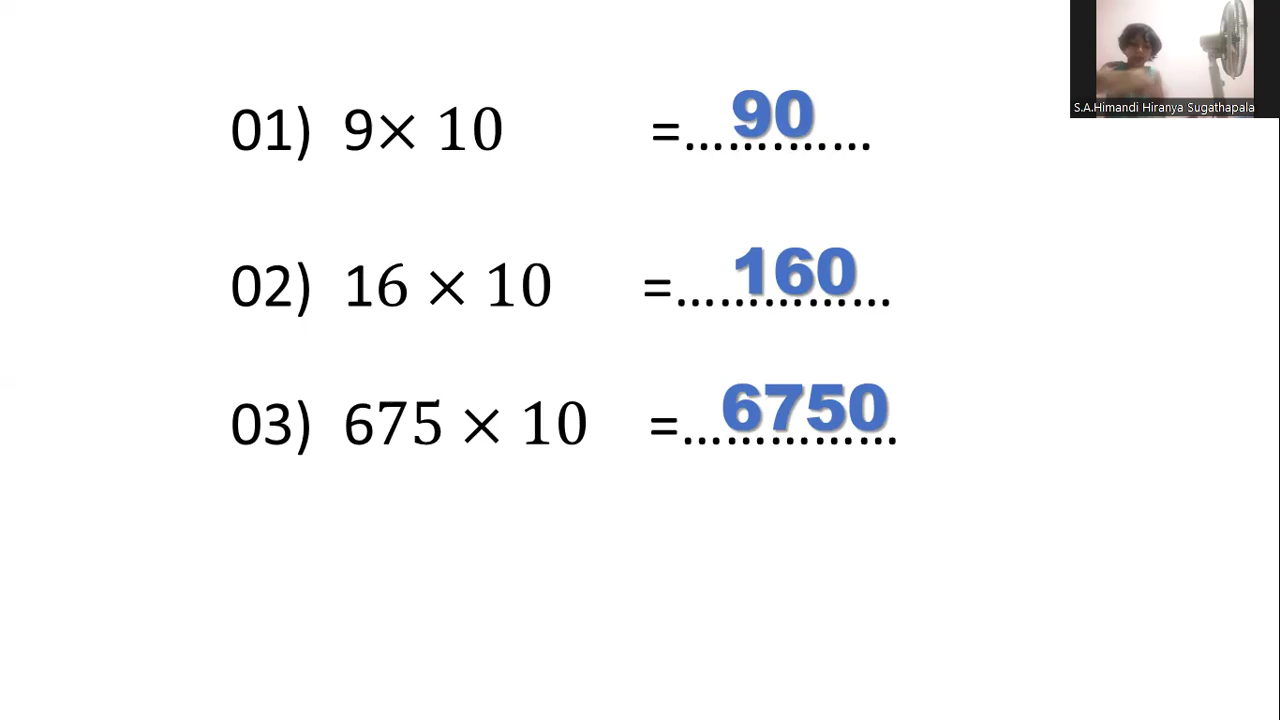 01) 9× 10 =……………90
02) 16 × 10 =……………160
03) 675 × 10 =……………6750
S.A.Himandi Hiranya Sugathapala